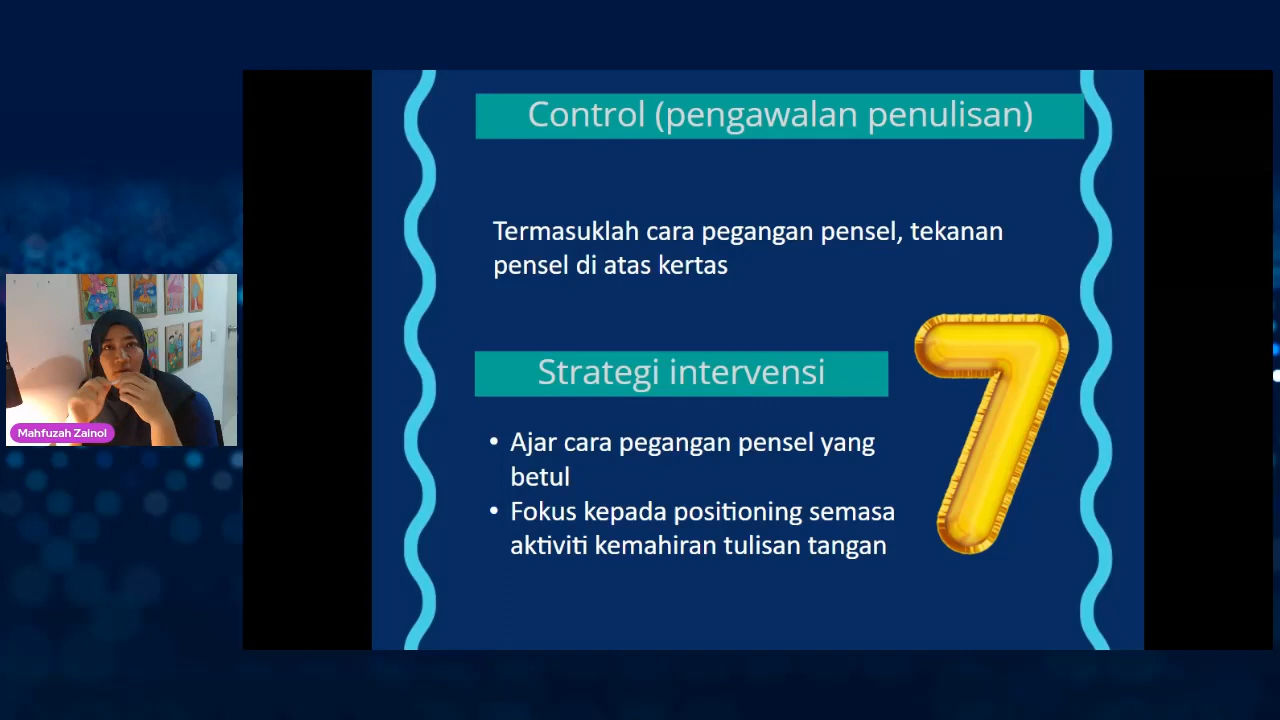 Control (pengawalan penulisan)
Termasuklah cara pegangan pensel, tekanan
pensel di atas kertas
7
Strategi intervensi
• Ajar cara pegangan pensel yang
betul
• Fokus kepada positioning semasa
aktiviti kemahiran tulisan tangan
Mahfuzah Zainol